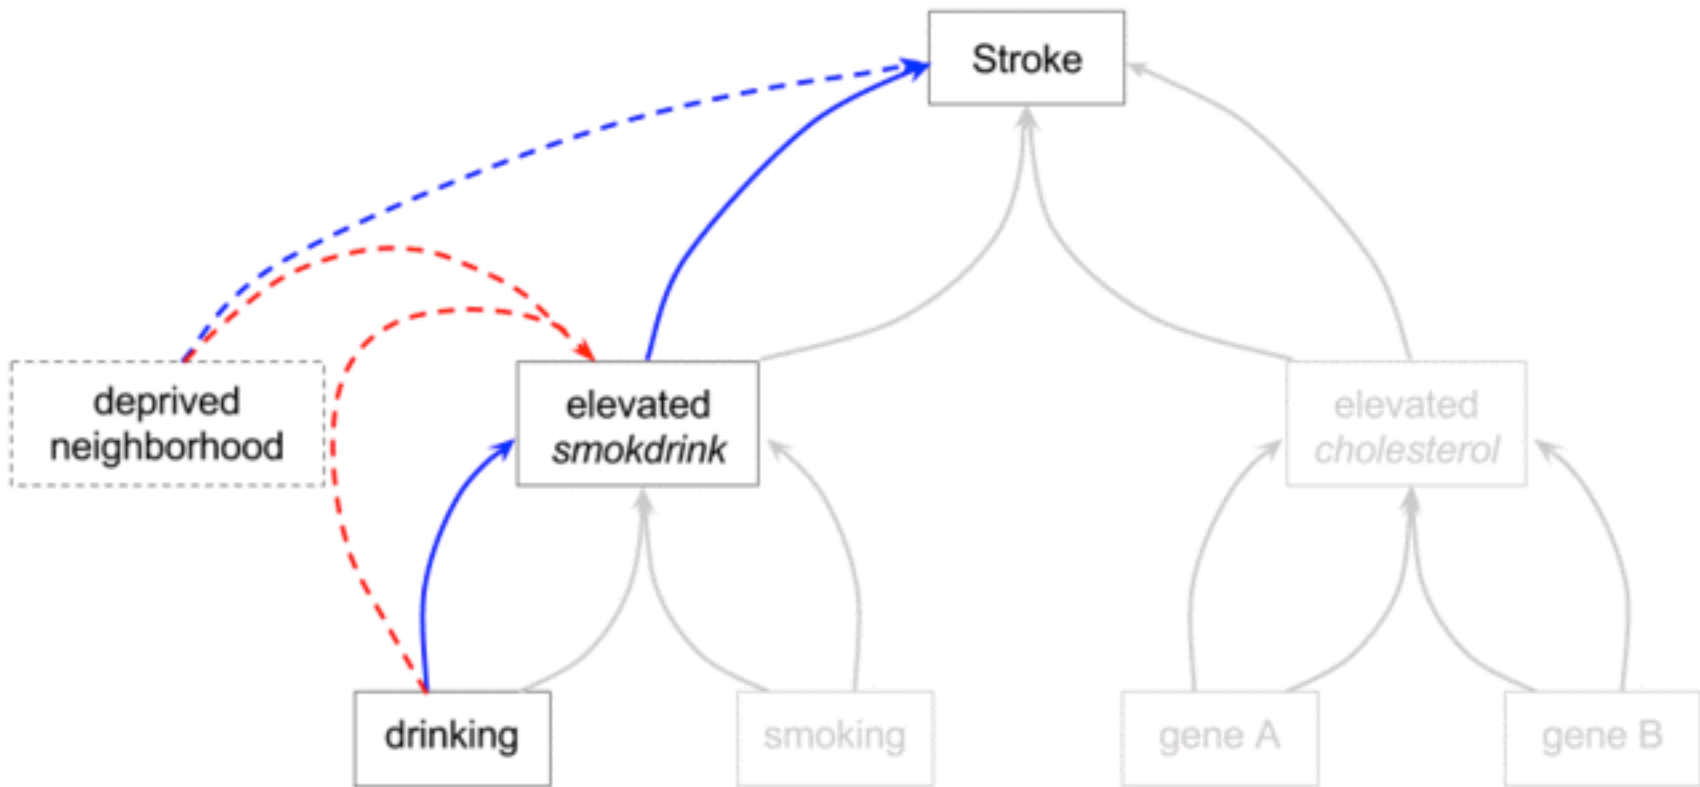 Stroke
deprived
neighborhood
elevated
smokdrink
elevated
cholesterol
drinking
smoking
gene A
gene B